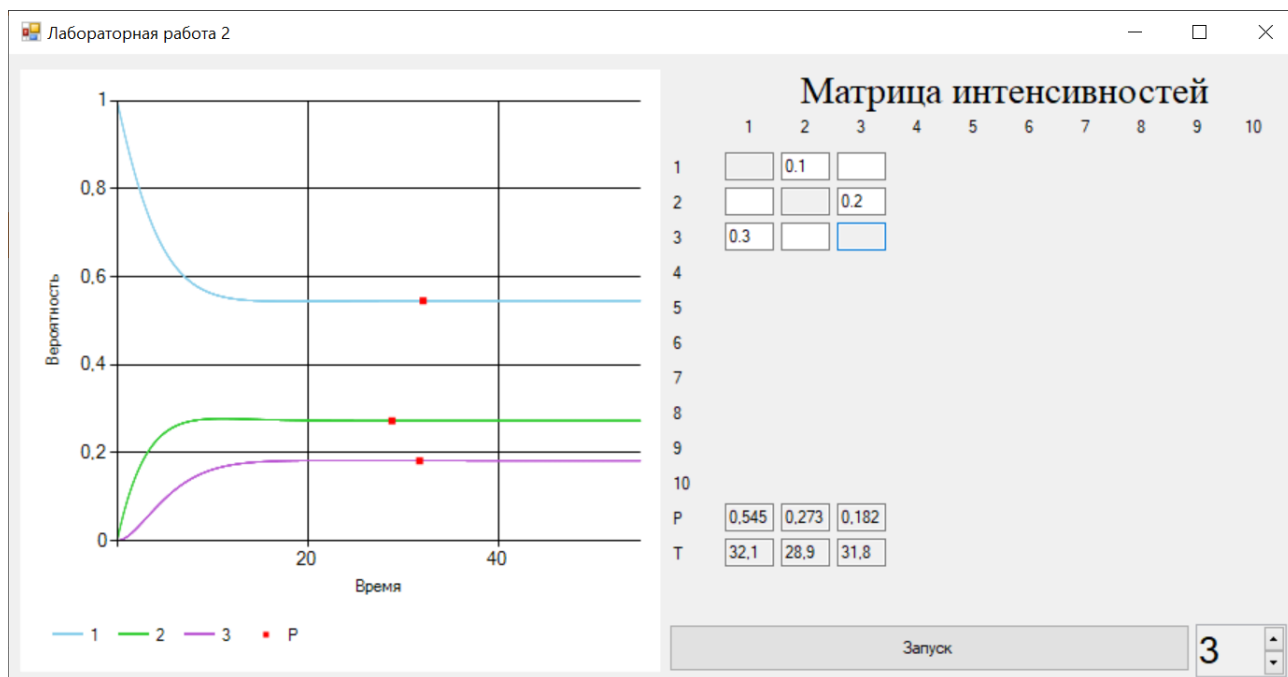 Лабораторная работа 2
1
0,8
0,6
0,4
0,2
0
20 40
Вероятность
Время
1 2 3 P
Матрица интенсивностей
1 2 3 4 5 6 7 8 9 10
1 0.1
2 0.2
3 0.3
4
5
6
7
8
9
10
P 0,545 0,273 0,182
T 32,1 28,9 31,8
Запуск 3